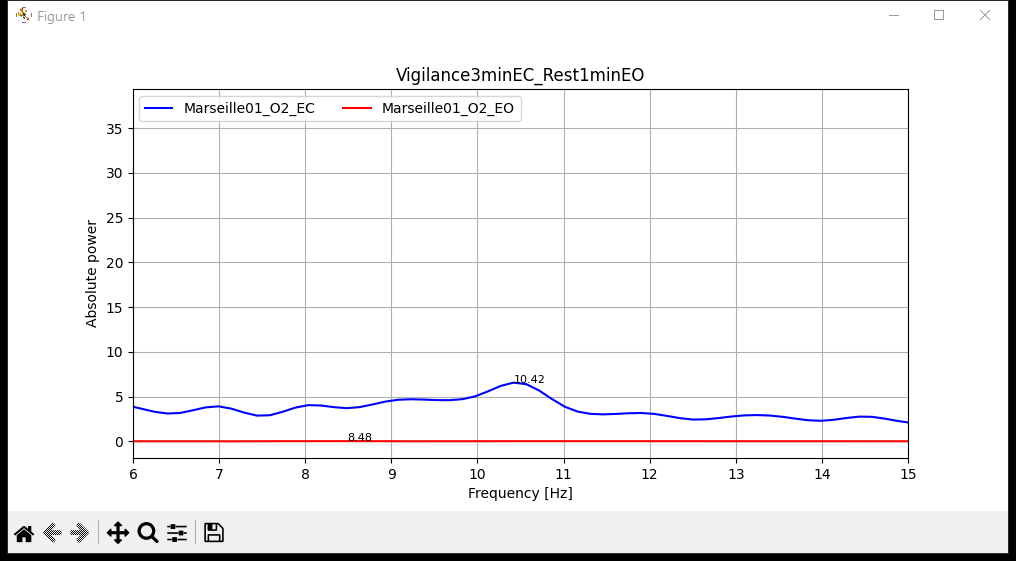 Figure 1
Vigilance3minEC_Rest1minEO
Marseille01_O2_EC Marseille01_O2_EO
35
30
25
20
15
10
5
0
Absolute power
10.42
8.48
6 7 8 9 10 11 12 13 14 15
Frequency [Hz]